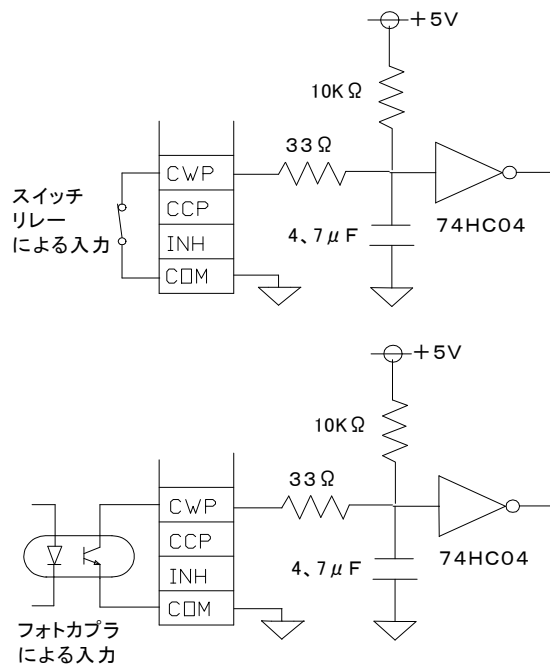 +5V
10KΩ
33Ω
CWP
CCP
INH
COM
スイッチ
リレー
による入力
4、7μF
74HC04
+5V
10KΩ
33Ω
CWP
CCP
INH
COM
4、7μF
74HC04
フォトカプラ
による入力